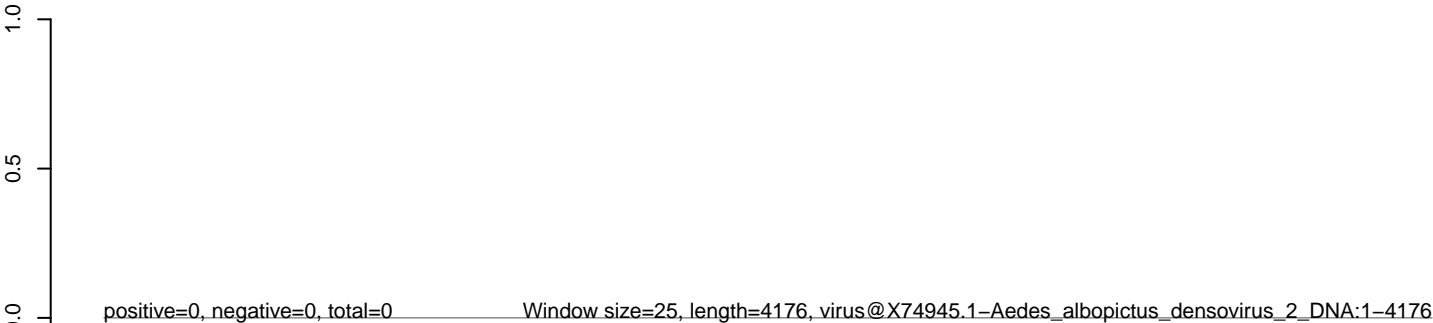 1.0
0.5
0.0
positive=0, negative=0, total=0
Window size=25, length=4176, virus@X74945.1−Aedes_albopictus_densovirus_2_DNA:1−4176